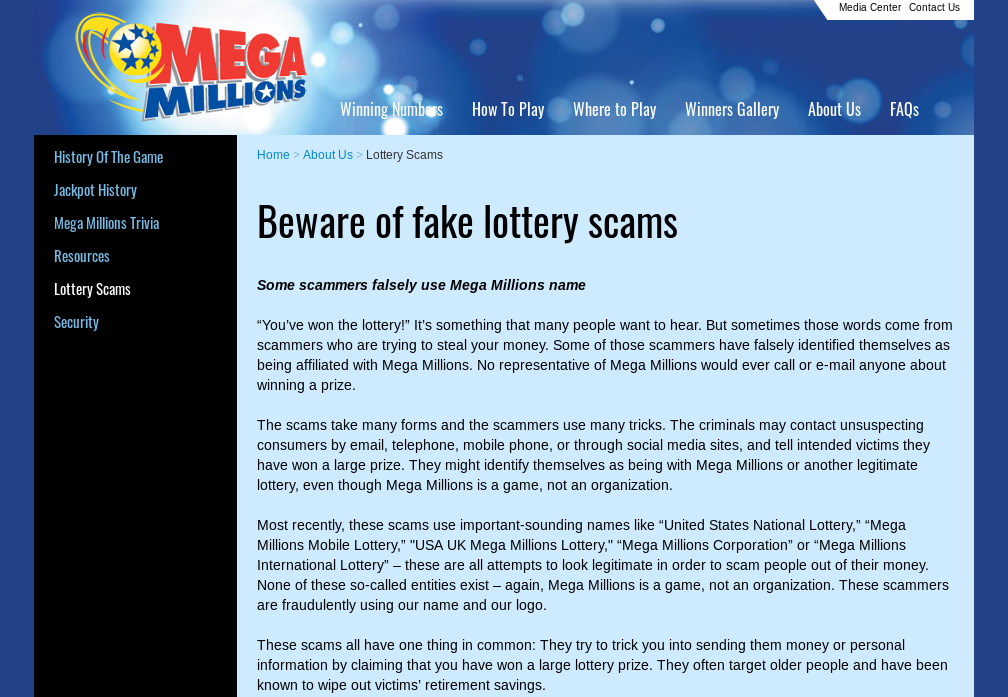 Media Center Contact Us
MEGA
MILLIONS
Winning Numbers How To Play Where to Play Winners Gallery About Us FAQs
History Of The Game
Jackpot History
Mega Millions Trivia
Resources
Lottery Scams
Security
Home > About Us > Lottery Scams
Beware of fake lottery scams
Some scammers falsely use Mega Millions name
“You’ve won the lottery!” It’s something that many people want to hear. But sometimes those words come from
scammers who are trying to steal your money. Some of those scammers have falsely identified themselves as
being affiliated with Mega Millions. No representative of Mega Millions would ever call or e-mail anyone about
winning a prize.
The scams take many forms and the scammers use many tricks. The criminals may contact unsuspecting
consumers by email, telephone, mobile phone, or through social media sites, and tell intended victims they
have won a large prize. They might identify themselves as being with Mega Millions or another legitimate
lottery, even though Mega Millions is a game, not an organization.
Most recently, these scams use important-sounding names like “United States National Lottery,” “Mega
Millions Mobile Lottery,” "USA UK Mega Millions Lottery," “Mega Millions Corporation” or “Mega Millions
International Lottery” – these are all attempts to look legitimate in order to scam people out of their money.
None of these so-called entities exist – again, Mega Millions is a game, not an organization. These scammers
are fraudulently using our name and our logo.
These scams all have one thing in common: They try to trick you into sending them money or personal
information by claiming that you have won a large lottery prize. They often target older people and have been
known to wipe out victims’ retirement savings.